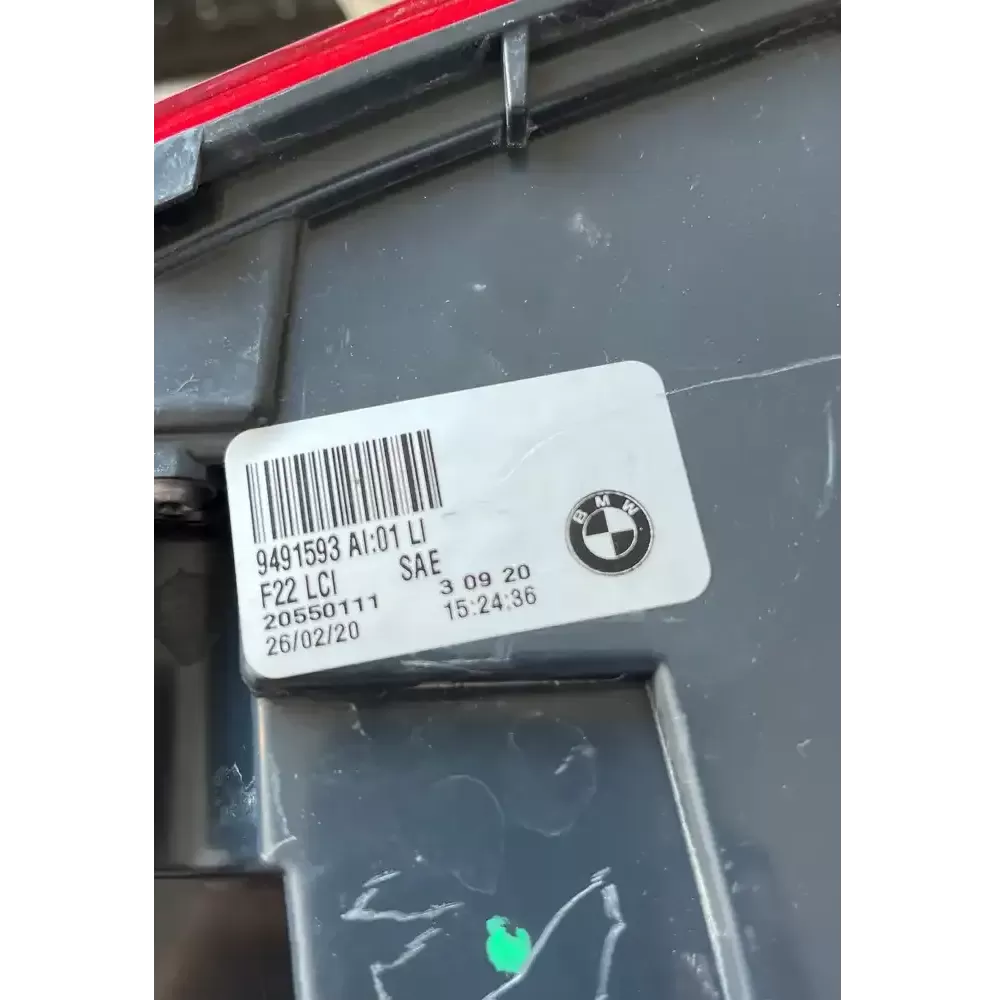 9491593 AI:01 LI
F22 LCI SAE
20550111 3 09 20
26/02/20 15:24:36
BMW